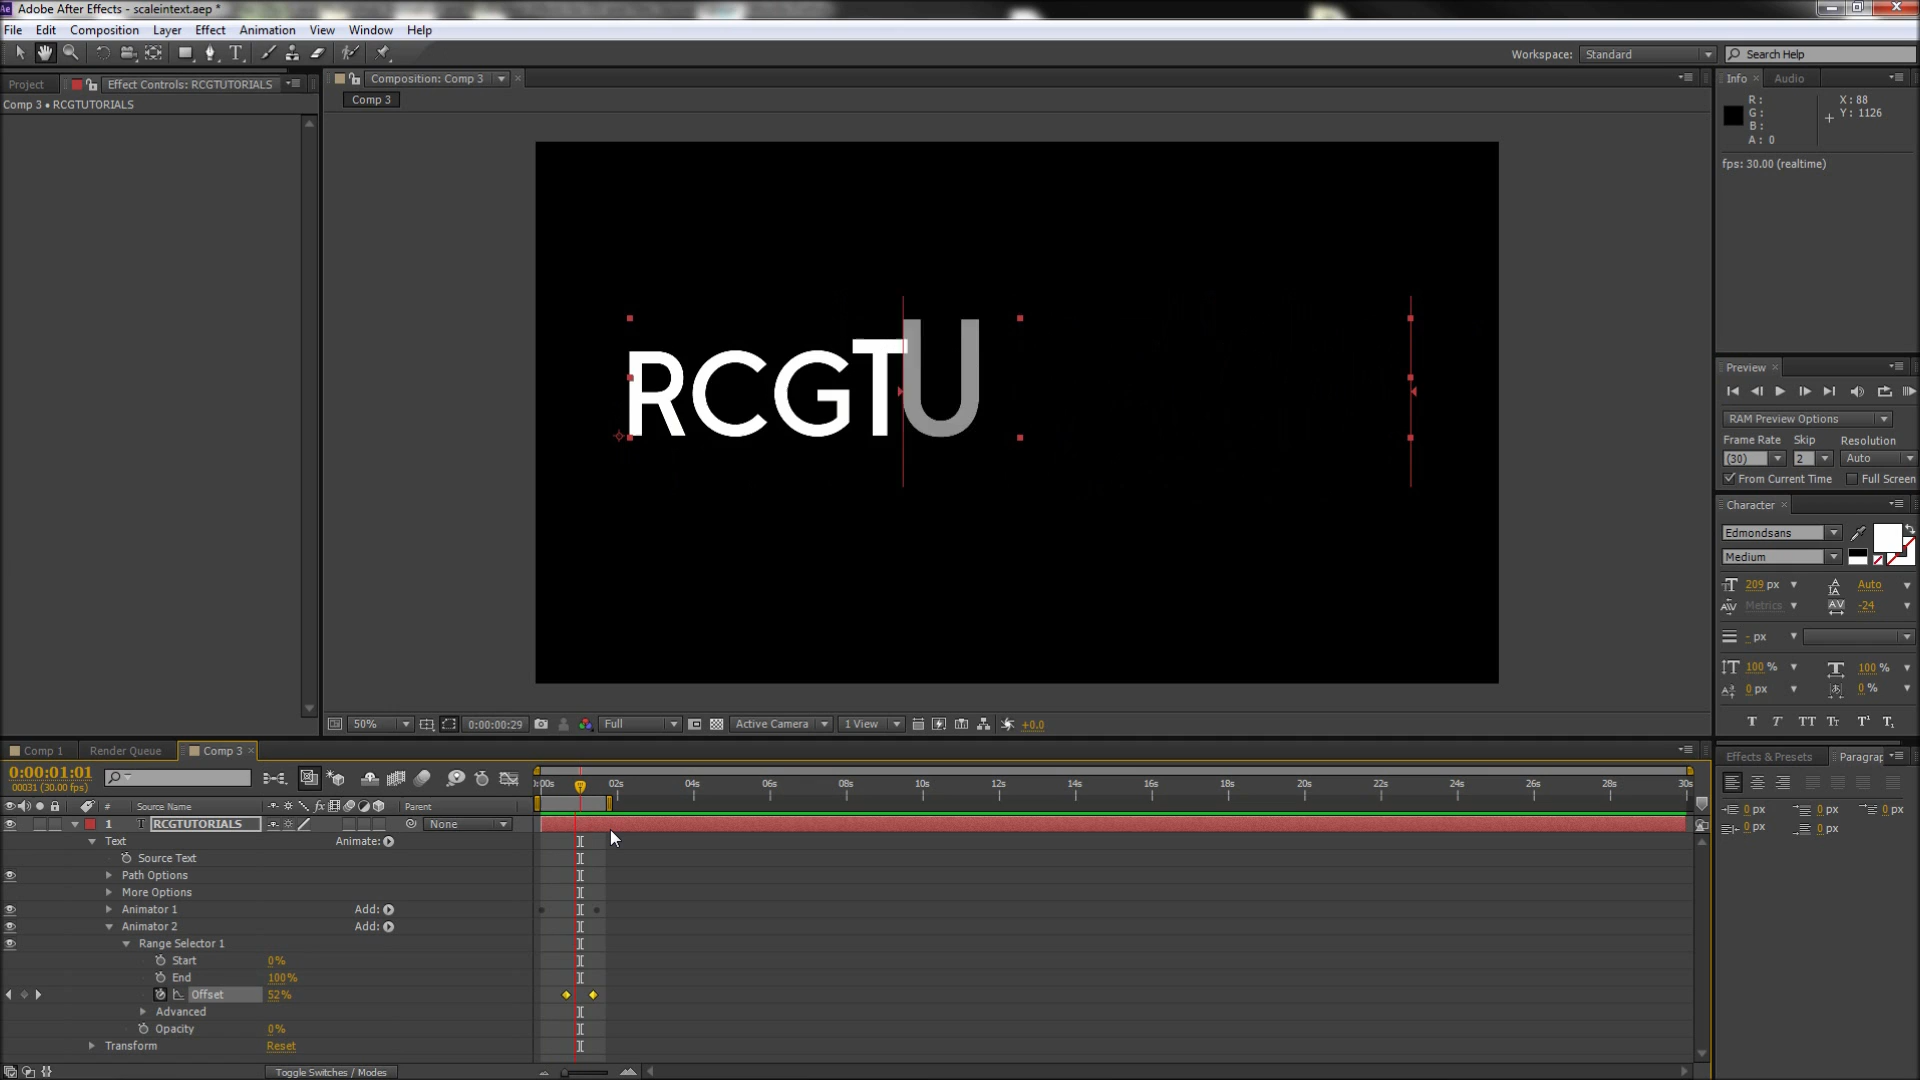 Adobe After Effects - scaleintext.aep *
File Edit Composition Layer Effect Animation View Window Help
Workspace: Standard Search Help
Project Effect Controls: RCGTUTORIALS Composition: Comp 3 Info Audio
Comp 3 • RCGTUTORIALS
Comp 3
R:
G:
B:
A: 0
X: 88
Y: 1126
fps: 30.00 (realtime)
RCGTU
Preview
RAM Preview Options
Frame Rate Skip Resolution
(30) 2 Auto
From Current Time Full Screen
Character
Edmondsans
Medium
209 px Auto
Metrics -24
- px
100 % 100 %
0 px 0 %
T T TT Tr T¹ T₁
50% 0:00:00:29 Full Active Camera 1 View +0.0
Comp 1 Render Queue Comp 3
Effects & Presets Paragrap
0:00:01:01
00031 (30.00 fps)
:00s 02s 04s 06s 08s 10s 12s 14s 16s 18s 20s 22s 24s 26s 28s 30s
# Source Name Parent
1 T RCGTUTORIALS None
Text Animate:
Source Text
Path Options
More Options
Animator 1 Add:
Animator 2 Add:
Range Selector 1
Start 0%
End 100%
Offset 52%
Advanced
Opacity 0%
Transform Reset
Toggle Switches / Modes
0 px 0 px 0 px
0 px 0 px